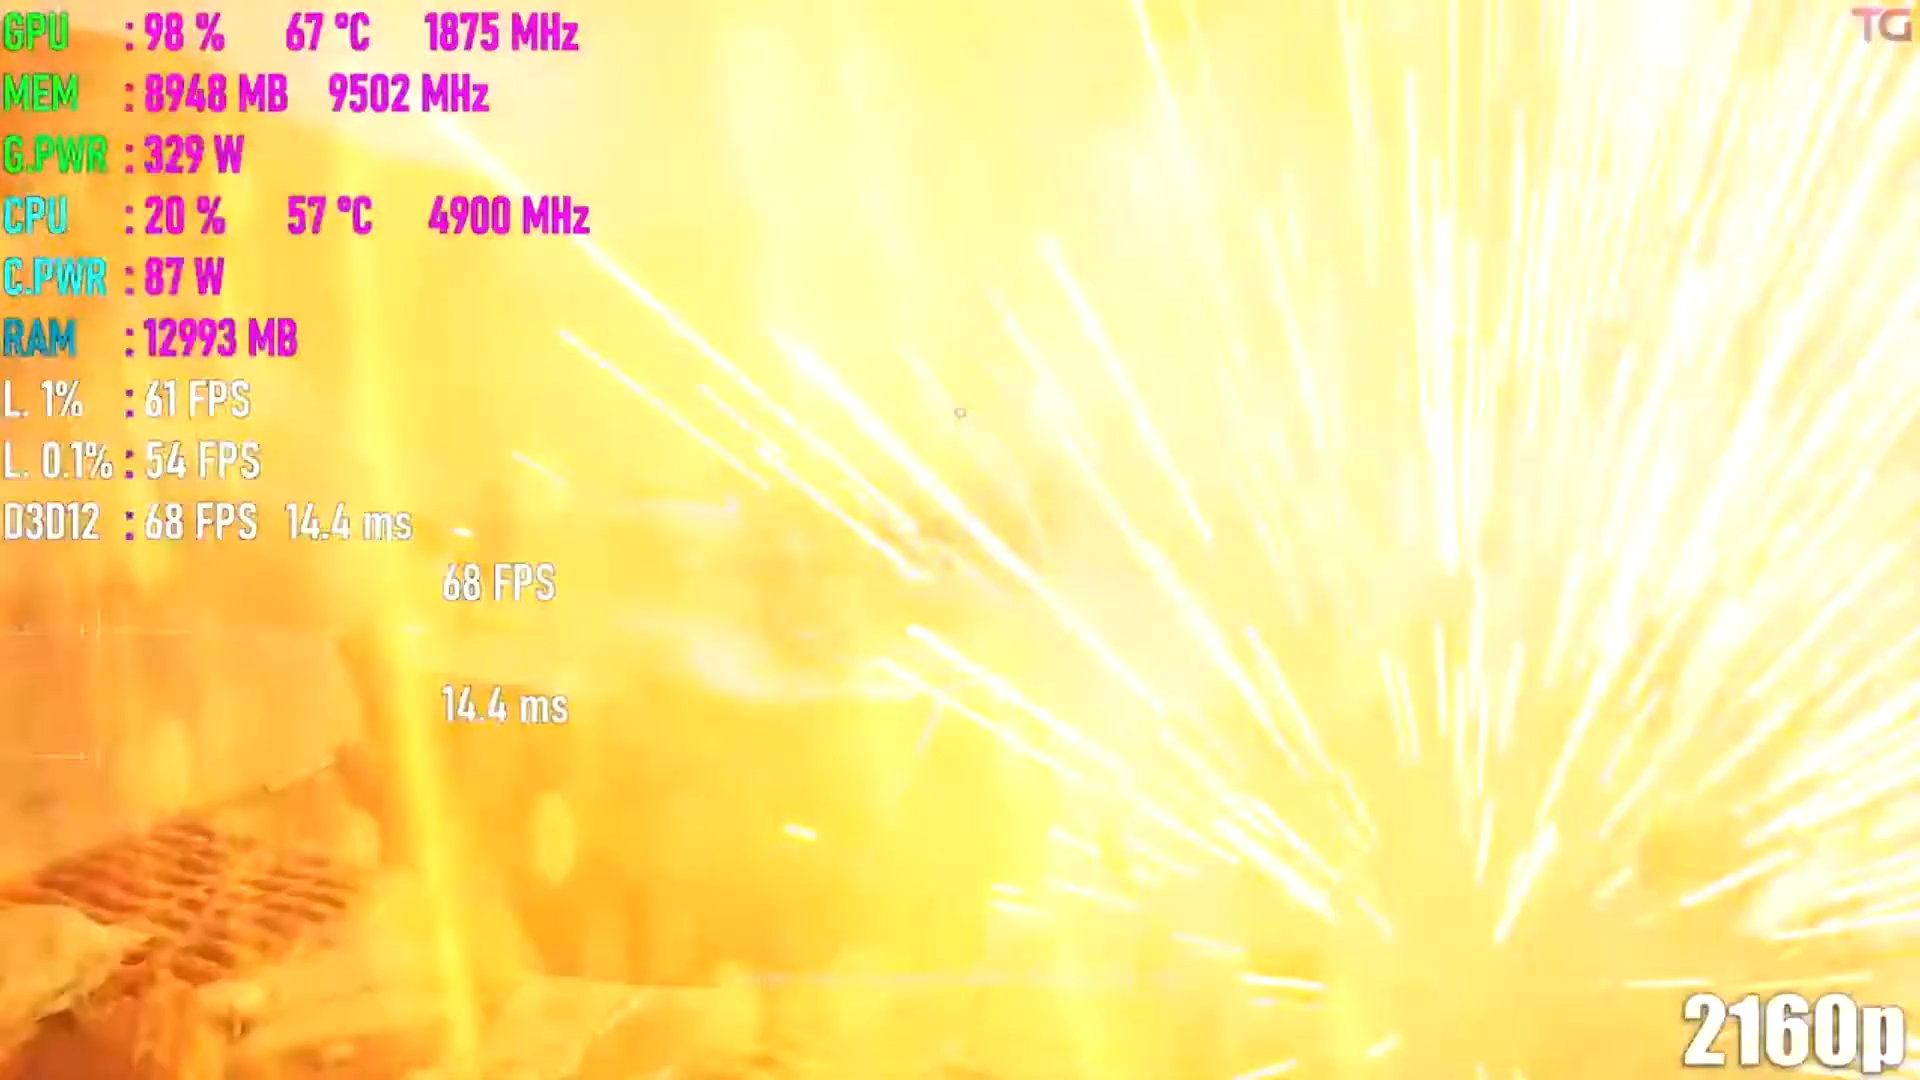 TG
GPU : 98 % 67 °C 1875 MHz
MEM : 8948 MB 9502 MHz
G.PWR : 329 W
CPU : 20 % 57 °C 4900 MHz
C.PWR : 87 W
RAM : 12993 MB
L. 1% : 61 FPS
L. 0.1% : 54 FPS
D3D12 : 68 FPS 14.4 ms
68 FPS
14.4 ms
2160p